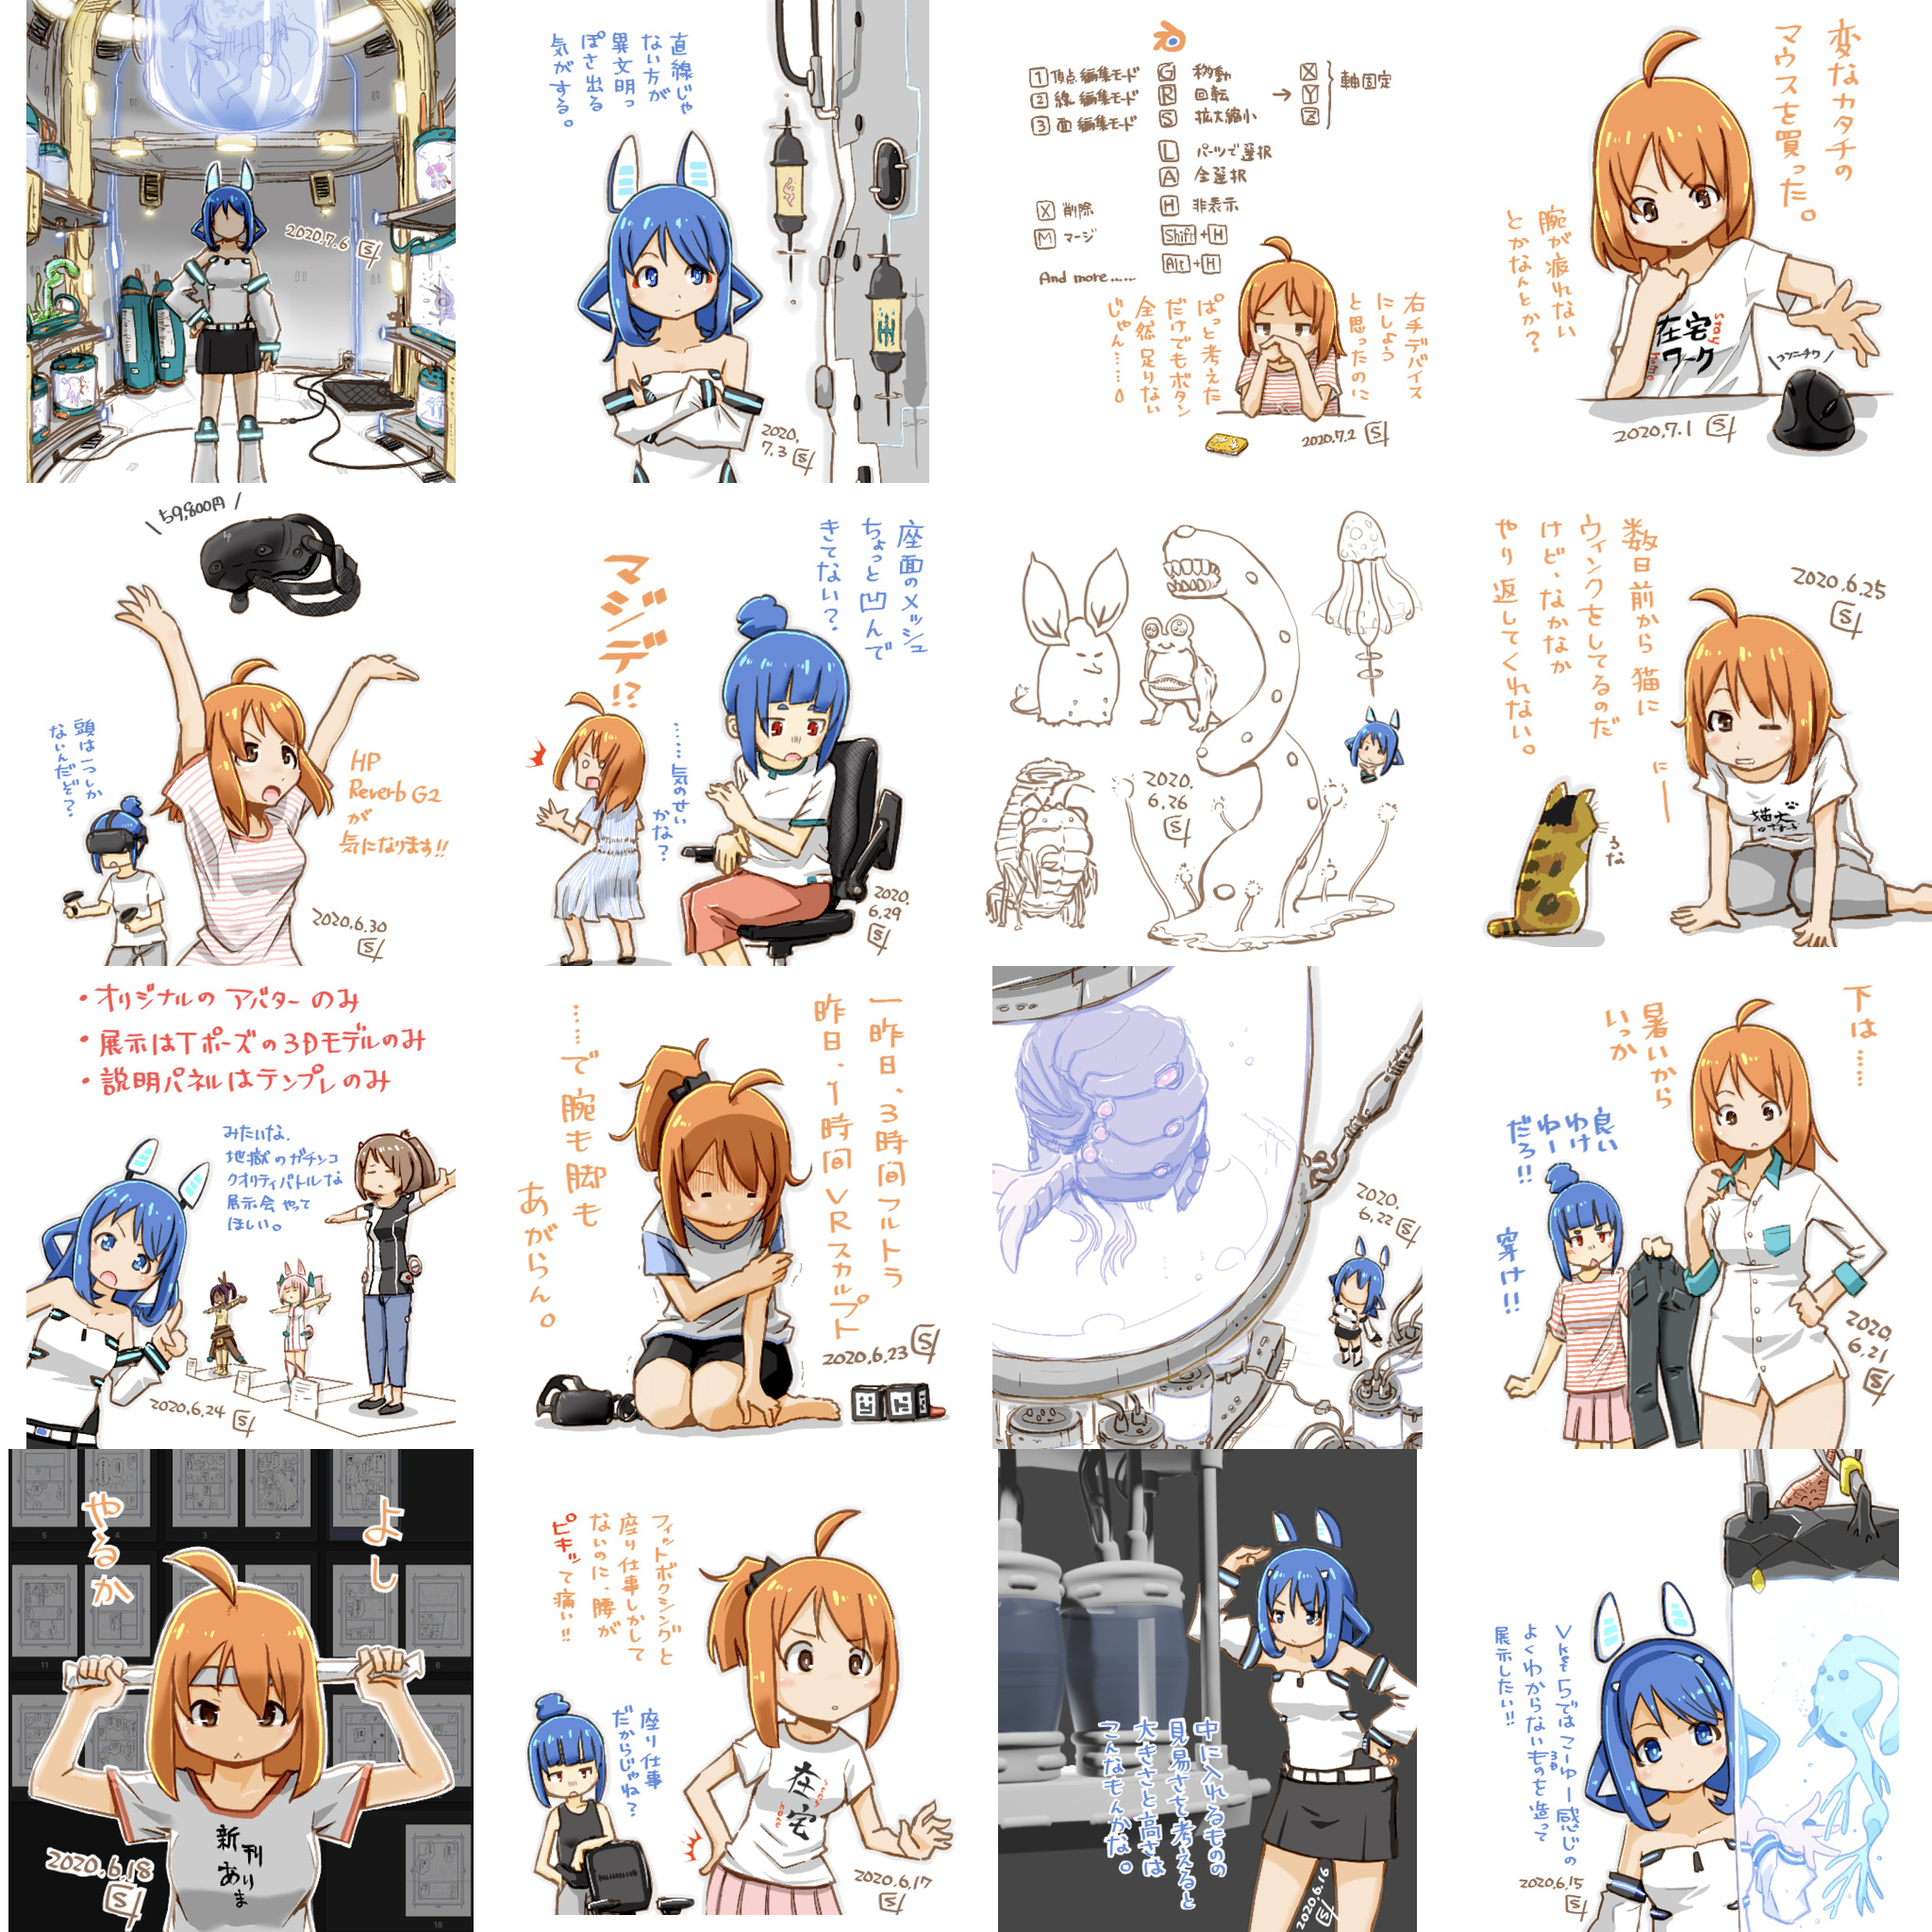 2020.7.6
直線じゃ
ない方が
異文明っ
ぽさ出る
気がする。
2020.
7.3
1 頂点編集モード
2 線編集モード
3 面編集モード
G 移動
R 回転
S 拡大縮小
→ X
Y
Z
軸固定
L パーツで選択
A 全選択
H 非表示
Shift+H
Alt+H
X 削除
M マージ
And more......
右手デバイス
にしよう
と思ったのに
ぱっと考えた
だけでもボタン
全然足りない
じゃん……。
2020.7.2
変なカタチの
マウスを買った。
腕が疲れない
とかなんとか?
在宅
ワーク
stay
home
コンニチワ
2020.7.1
59,800円
hp
頭は一つしか
ないんだぞ?
HP
Reverb G2
が
気になります!!
2020.6.30
座面のメッシュ
ちょっと凹んで
きてない?
マジデ!?
……気のせい
かな?
2020.
6.29
2020.
6.26
数日前から猫に
ウィンクをしてるのだ
けど、なかなか
やり返してくれない。
2020.6.25
にー
うな
・オリジナルのアバターのみ
・展示はTポーズの3Dモデルのみ
・説明パネルはテンプレのみ
みたいな、
地獄のガチンコ
クオリティバトルな
展示会やって
ほしい。
2020.6.24
一昨日、3時間フルトラ
昨日、1時間VRスカルプト
……で腕も脚も
あがらん。
2020.6.23
2020.
6.22
下は……
暑いから
いっか
良い
わけ
ゆー
だろ!!
穿け!!
2020.
6.21
よし
やるか
新刊
あります
2020.6.18
フィットボクシングと
座り仕事しかして
ないのに、腰が
ピキッって痛い!!
座り仕事
だからじゃね?
在宅
stay
home
2020.6.17
中に入れるものの
見易さを考えると
大きさと高さは
こんなもんかな。
2020.6.16
Vket5ではこーゆー感じの
よくわからないものを造って
展示したい!!
2020.6.15